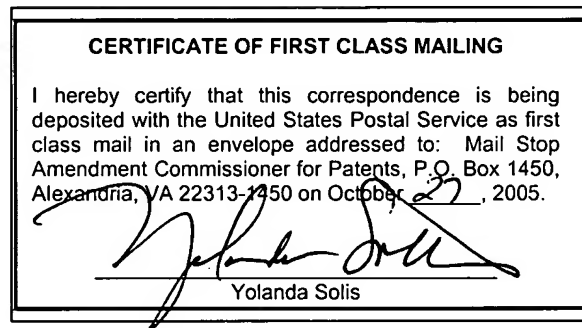 CERTIFICATE OF FIRST CLASS MAILING
I hereby certify that this correspondence is being
deposited with the United States Postal Service as first
class mail in an envelope addressed to: Mail Stop
Amendment Commissioner for Patents, P.O. Box 1450,
Alexandria, VA 22313-1450 on October 27, 2005.
Yolanda Solis
Yolanda Solis